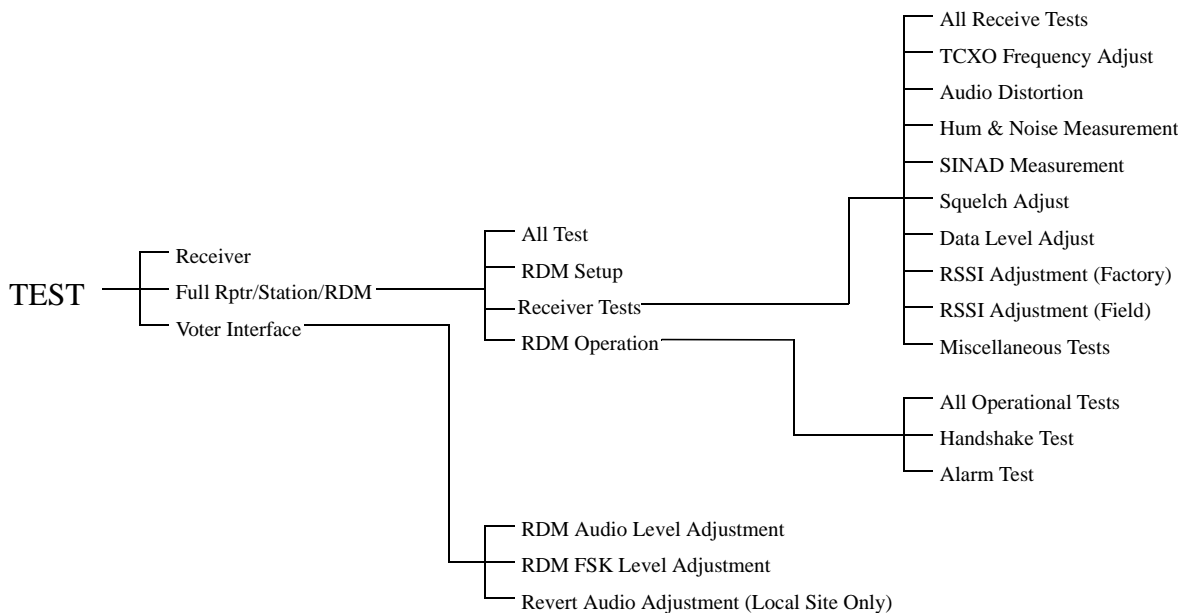 TEST
Receiver
Full Rptr/Station/RDM
Voter Interface
All Test
RDM Setup
Receiver Tests
RDM Operation
All Receive Tests
TCXO Frequency Adjust
Audio Distortion
Hum & Noise Measurement
SINAD Measurement
Squelch Adjust
Data Level Adjust
RSSI Adjustment (Factory)
RSSI Adjustment (Field)
Miscellaneous Tests
All Operational Tests
Handshake Test
Alarm Test
RDM Audio Level Adjustment
RDM FSK Level Adjustment
Revert Audio Adjustment (Local Site Only)